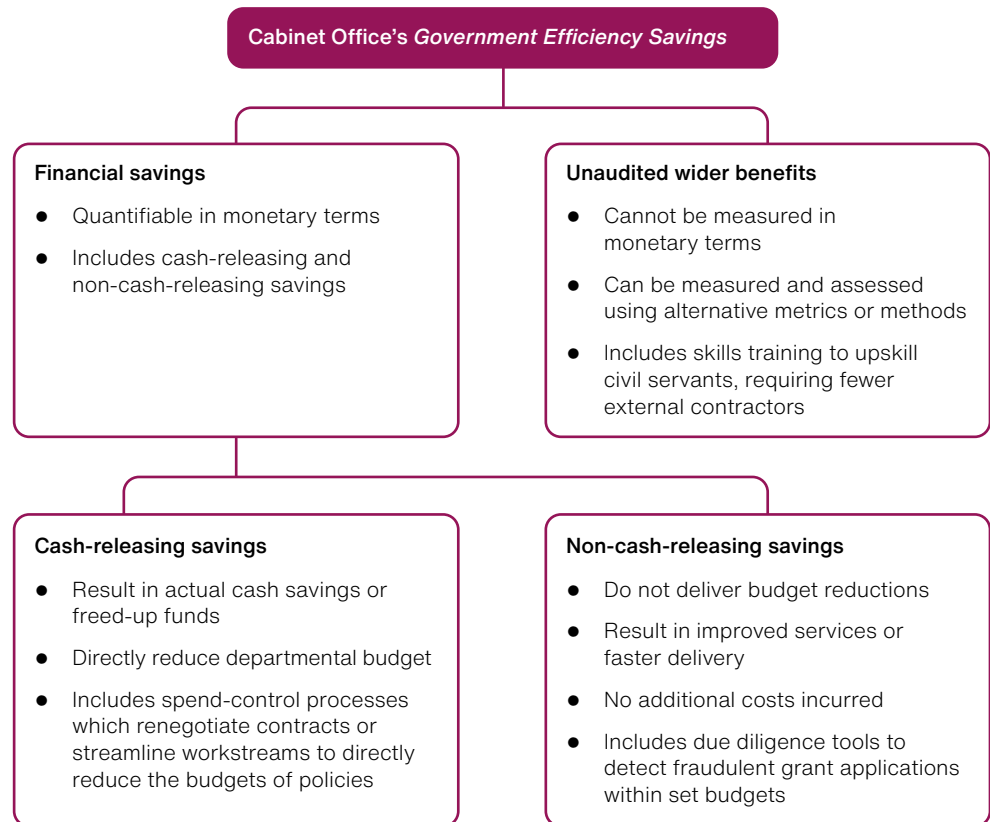 Cabinet Office's Government Efficiency Savings
Financial savings
● Quantifiable in monetary terms
● Includes cash-releasing and
non-cash-releasing savings
Unaudited wider benefits
● Cannot be measured in
monetary terms
● Can be measured and assessed
using alternative metrics or methods
● Includes skills training to upskill
civil servants, requiring fewer
external contractors
Cash-releasing savings
● Result in actual cash savings or
freed-up funds
● Directly reduce departmental budget
● Includes spend-control processes
which renegotiate contracts or
streamline workstreams to directly
reduce the budgets of policies
Non-cash-releasing savings
● Do not deliver budget reductions
● Result in improved services or
faster delivery
● No additional costs incurred
● Includes due diligence tools to
detect fraudulent grant applications
within set budgets